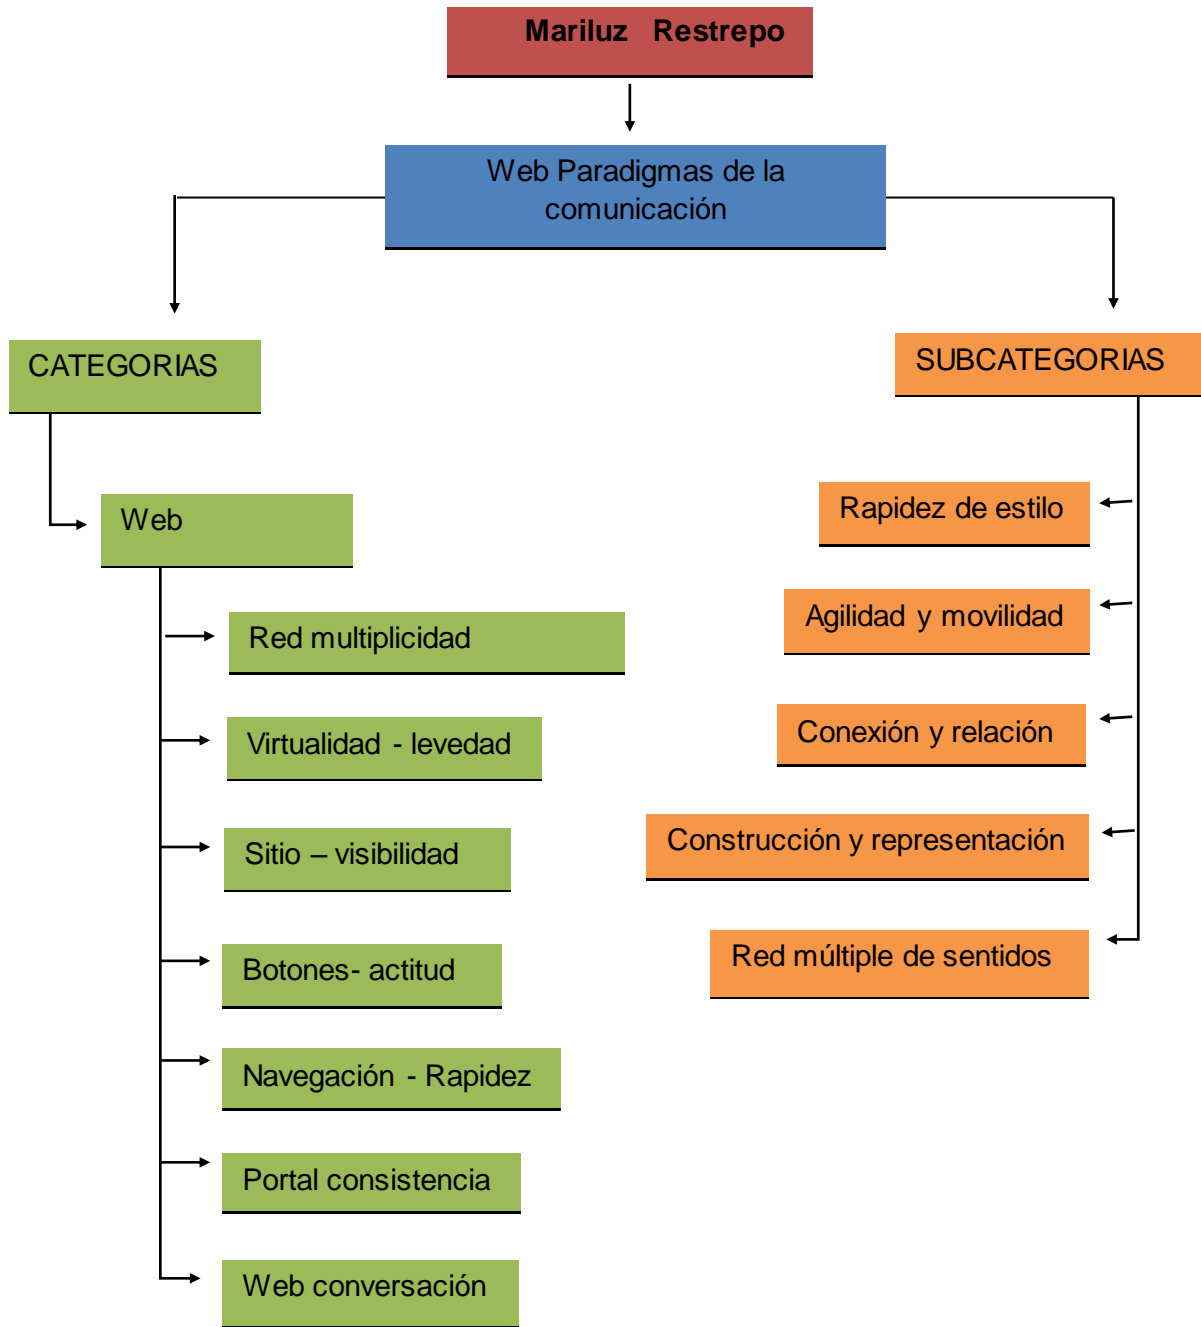 Mariluz Restrepo
Web Paradigmas de la
comunicación
CATEGORIAS
Web
Red multiplicidad
Virtualidad - levedad
Sitio – visibilidad
Botones- actitud
Navegación - Rapidez
Portal consistencia
Web conversación
SUBCATEGORIAS
Rapidez de estilo
Agilidad y movilidad
Conexión y relación
Construcción y representación
Red múltiple de sentidos